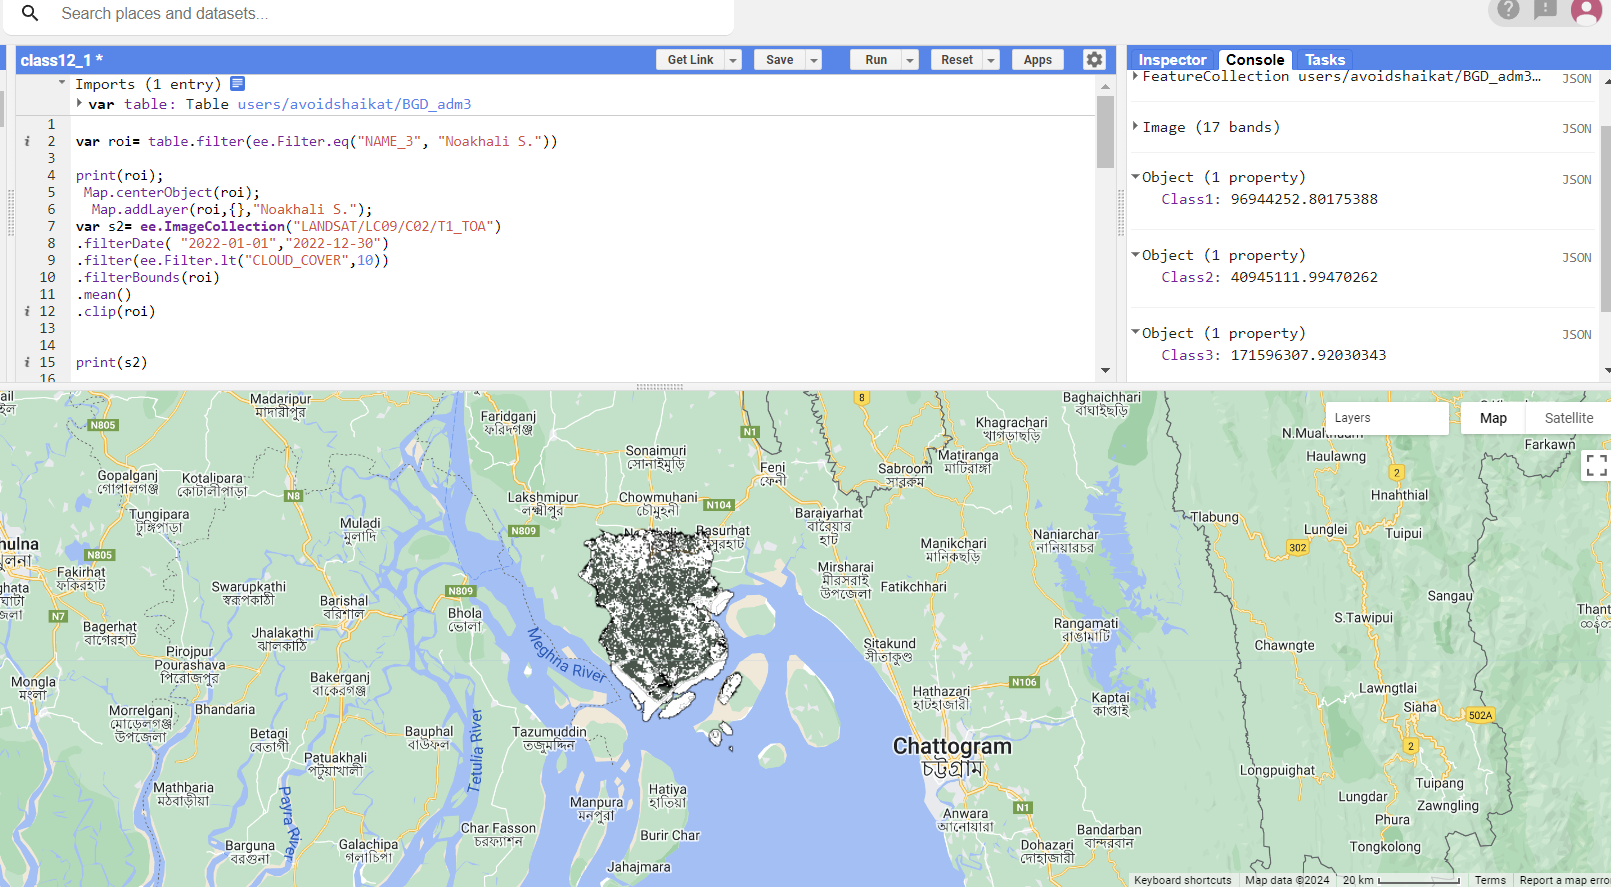 Search places and datasets...
class12_1 *
Get Link
Save
Run
Reset
Apps
Inspector
Console
Tasks
Imports (1 entry)
var table: Table users/avoidshaikat/BGD_adm3
1
2 var roi= table.filter(ee.Filter.eq("NAME_3", "Noakhali S."))
3
4 print(roi);
5 Map.centerObject(roi);
6 Map.addLayer(roi,{},"Noakhali S.");
7 var s2= ee.ImageCollection("LANDSAT/LC09/C02/T1_TOA")
8 .filterDate( "2022-01-01","2022-12-30")
9 .filter(ee.Filter.lt("CLOUD_COVER",10))
10 .filterBounds(roi)
11 .mean()
12 .clip(roi)
13
14
15 print(s2)
16
FeatureCollection users/avoidshaikat/BGD_adm3...
JSON
Image (17 bands)
JSON
Object (1 property)
JSON
Class1: 96944252.80175388
Object (1 property)
JSON
Class2: 40945111.99470262
Object (1 property)
JSON
Class3: 171596307.92030343
Layers
Map
Satellite
Madaripur
মাদারীপুর
N805
Faridganj
ফরিদগঞ্জ
N1
8
Khagrachari
খাগড়াছড়ি
Baghaichhari
বাঘাইছড়ি
Farkawn
Haulawng
Gopalganj
গোপালগঞ্জ
Kotalipara
কোটালীপাড়া
N8
Sonaimuri
সোনাইমুড়ি
Feni
ফেনী
Sabroom
সাব্রুম
Matiranga
মাটিরাঙ্গা
2
Hnahthial
Tungipara
টুঙ্গিপাড়া
Muladi
মুলাদি
Lakshmipur
লক্ষ্মীপুর
N809
Chowmuhani
চৌমুহনী
N104
Baraiyarhat
বারৈয়ার
হাট
Tlabung
Lunglei
Tuipui
302
N805
Fakirhat
ফকিরহাট
Manikchari
মানিকছড়ি
Naniarchar
নানিয়ারচর
Swarupkathi
স্বরূপকাঠী
Barishal
বরিশাল
N809
Mirsharai
মীরসরাই
উপজেলা
Fatikchhari
Sangau
N7
Bagerhat
বাগেরহাট
Jhalakathi
ঝালকাঠি
Bhola
ভোলা
Meghna River
Sitakund
সীতাকুণ্ড
Rangamati
রাঙামাটি
S.Tawipui
Chawngte
Pirojpur
Pourashava
পিরোজপুর
Mongla
মংলা
Bakerganj
বাকেরগঞ্জ
N106
Hathazari
হাটহাজারী
Kaptai
কাপ্তাই
Lawngtlai
Siaha
502A
2
Morrelganj
মোড়েলগঞ্জ
উপজেলা
Bhandaria
Betagi
বেতাগী
Bauphal
বাউফল
Tetulia River
Tazumuddin
তজুমদ্দিন
Chattogram
চট্টগ্রাম
Patuakhali
পটুয়াখালী
Longpuighat
Mathbaria
মঠবাড়ীয়া
Payra River
Manpura
মনপুরা
Hatiya
হাতিয়া
N1
Anwara
আনোয়ারা
Lungdar
Tuipang
Zawngling
Phura
Barguna
বরগুনা
Galachipa
গলাচিপা
Char Fasson
চরফ্যাশন
Burir Char
Jahajmara
Dohazari
দোহাজারী
Bandarban
বান্দরবান
Tongkolong
Keyboard shortcuts
Map data ©2024
20 km
Terms
Report a map error